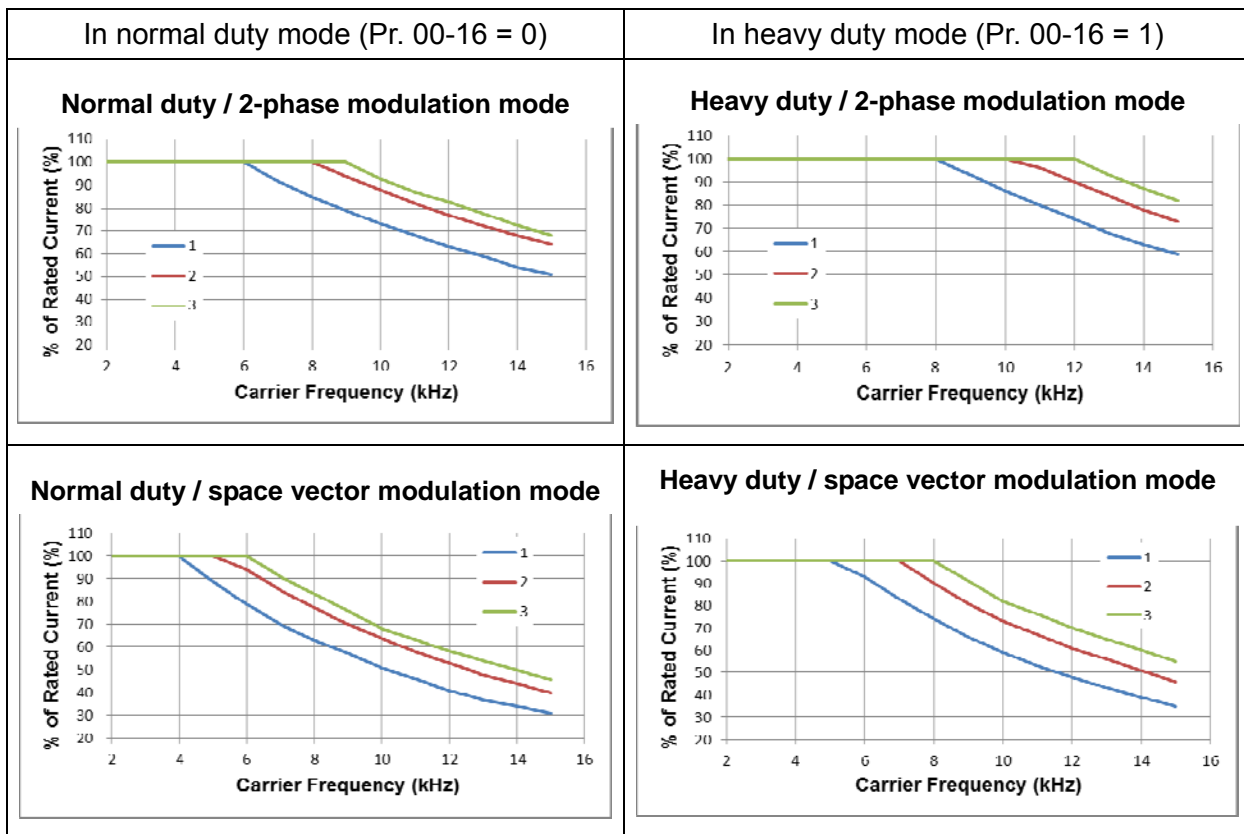 In normal duty mode (Pr. 00-16 = 0)
In heavy duty mode (Pr. 00-16 = 1)
Normal duty / 2-phase modulation mode
% of Rated Current (%)
110
100
90
80
70
60
50
40
30
20
1
2
3
2 4 6 8 10 12 14 16
Carrier Frequency (kHz)
Heavy duty / 2-phase modulation mode
% of Rated Current (%)
110
100
90
80
70
60
50
40
30
20
1
2
3
2 4 6 8 10 12 14 16
Carrier Frequency (kHz)
Normal duty / space vector modulation mode
% of Rated Current (%)
110
100
90
80
70
60
50
40
30
20
1
2
3
2 4 6 8 10 12 14 16
Carrier Frequency (kHz)
Heavy duty / space vector modulation mode
% of Rated Current (%)
110
100
90
80
70
60
50
40
30
20
1
2
3
2 4 6 8 10 12 14 16
Carrier Frequency (kHz)